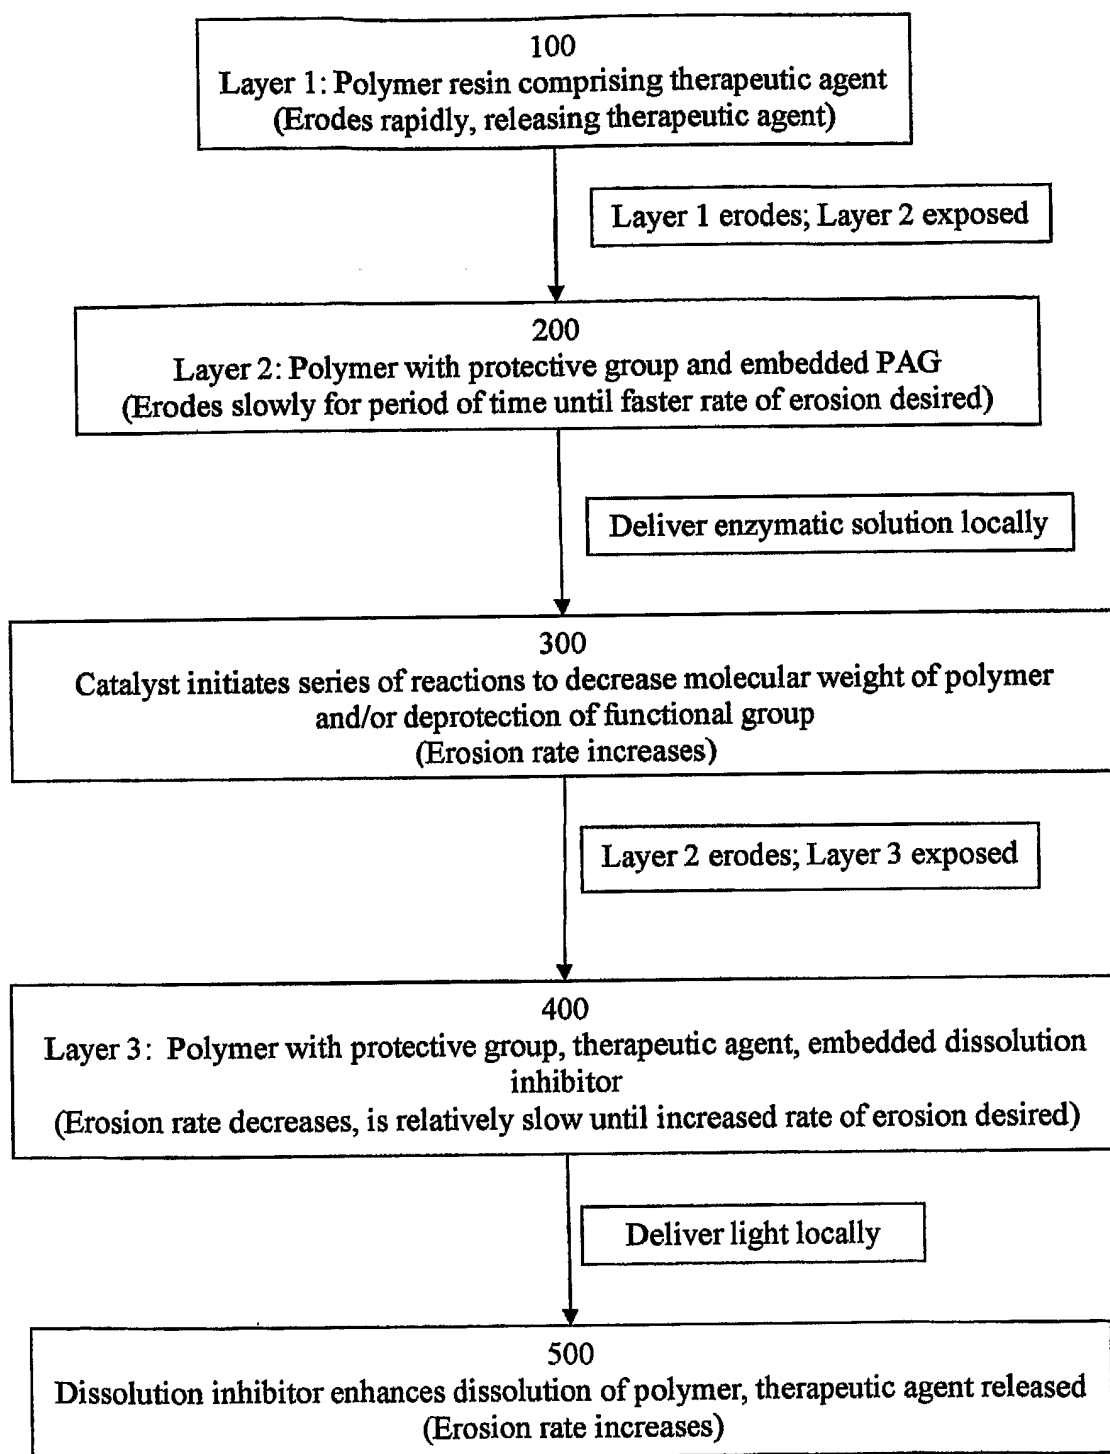 100
Layer 1: Polymer resin comprising therapeutic agent
(Erodes rapidly, releasing therapeutic agent)
Layer 1 erodes; Layer 2 exposed
200
Layer 2: Polymer with protective group and embedded PAG
(Erodes slowly for period of time until faster rate of erosion desired)
Deliver enzymatic solution locally
300
Catalyst initiates series of reactions to decrease molecular weight of polymer
and/or deprotection of functional group
(Erosion rate increases)
Layer 2 erodes; Layer 3 exposed
400
Layer 3: Polymer with protective group, therapeutic agent, embedded dissolution
inhibitor
(Erosion rate decreases, is relatively slow until increased rate of erosion desired)
Deliver light locally
500
Dissolution inhibitor enhances dissolution of polymer, therapeutic agent released
(Erosion rate increases)